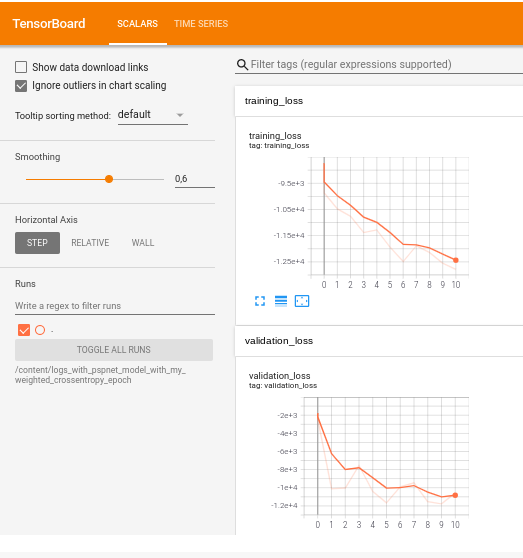 TensorBoard
SCALARS
TIME SERIES
Show data download links
Ignore outliers in chart scaling
Tooltip sorting method:
default
Smoothing
0,6
Horizontal Axis
STEP
RELATIVE
WALL
Runs
Write a regex to filter runs
.
TOGGLE ALL RUNS
/content/logs_with_pspnet_model_with_my_
weighted_crossentropy_epoch
Filter tags (regular expressions supported)
training_loss
training_loss
tag: training_loss
-9.5e+3
-1.05e+4
-1.15e+4
-1.25e+4
0 1 2 3 4 5 6 7 8 9 10
validation_loss
validation_loss
tag: validation_loss
-2e+3
-4e+3
-6e+3
-8e+3
-1e+4
-1.2e+4
0 1 2 3 4 5 6 7 8 9 10